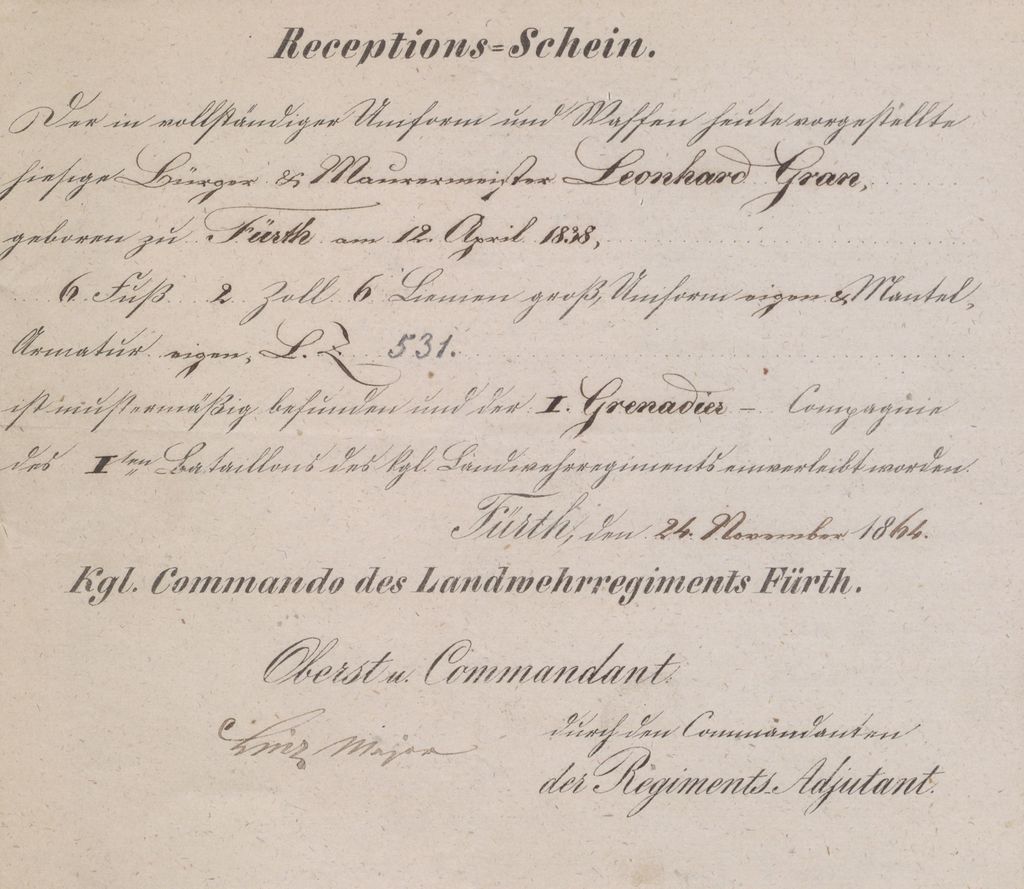 Receptions=Schein.
Der in vollständiger Uniform und Waffen heute vorgestellte
hiesige Bürger & Maurermeister Leonhard Gran,
geboren zu Fürth am 12. April 1838,
6 Fuß 2 Zoll 6 Linien groß, Uniform eigen & Mantel,
Armatur eigen, L. Z. 531.
ist mustermäßig befunden und der I. Grenadier - Compagnie
des Iten Bataillons des kgl. Landwehrregiments einverleibt worden.
Fürth, den 24. November 1864.
Kgl. Commando des Landwehrregiments Fürth.
Oberst u. Commandant.
Major
durch den Commandanten
der Regiments-Adjutant.